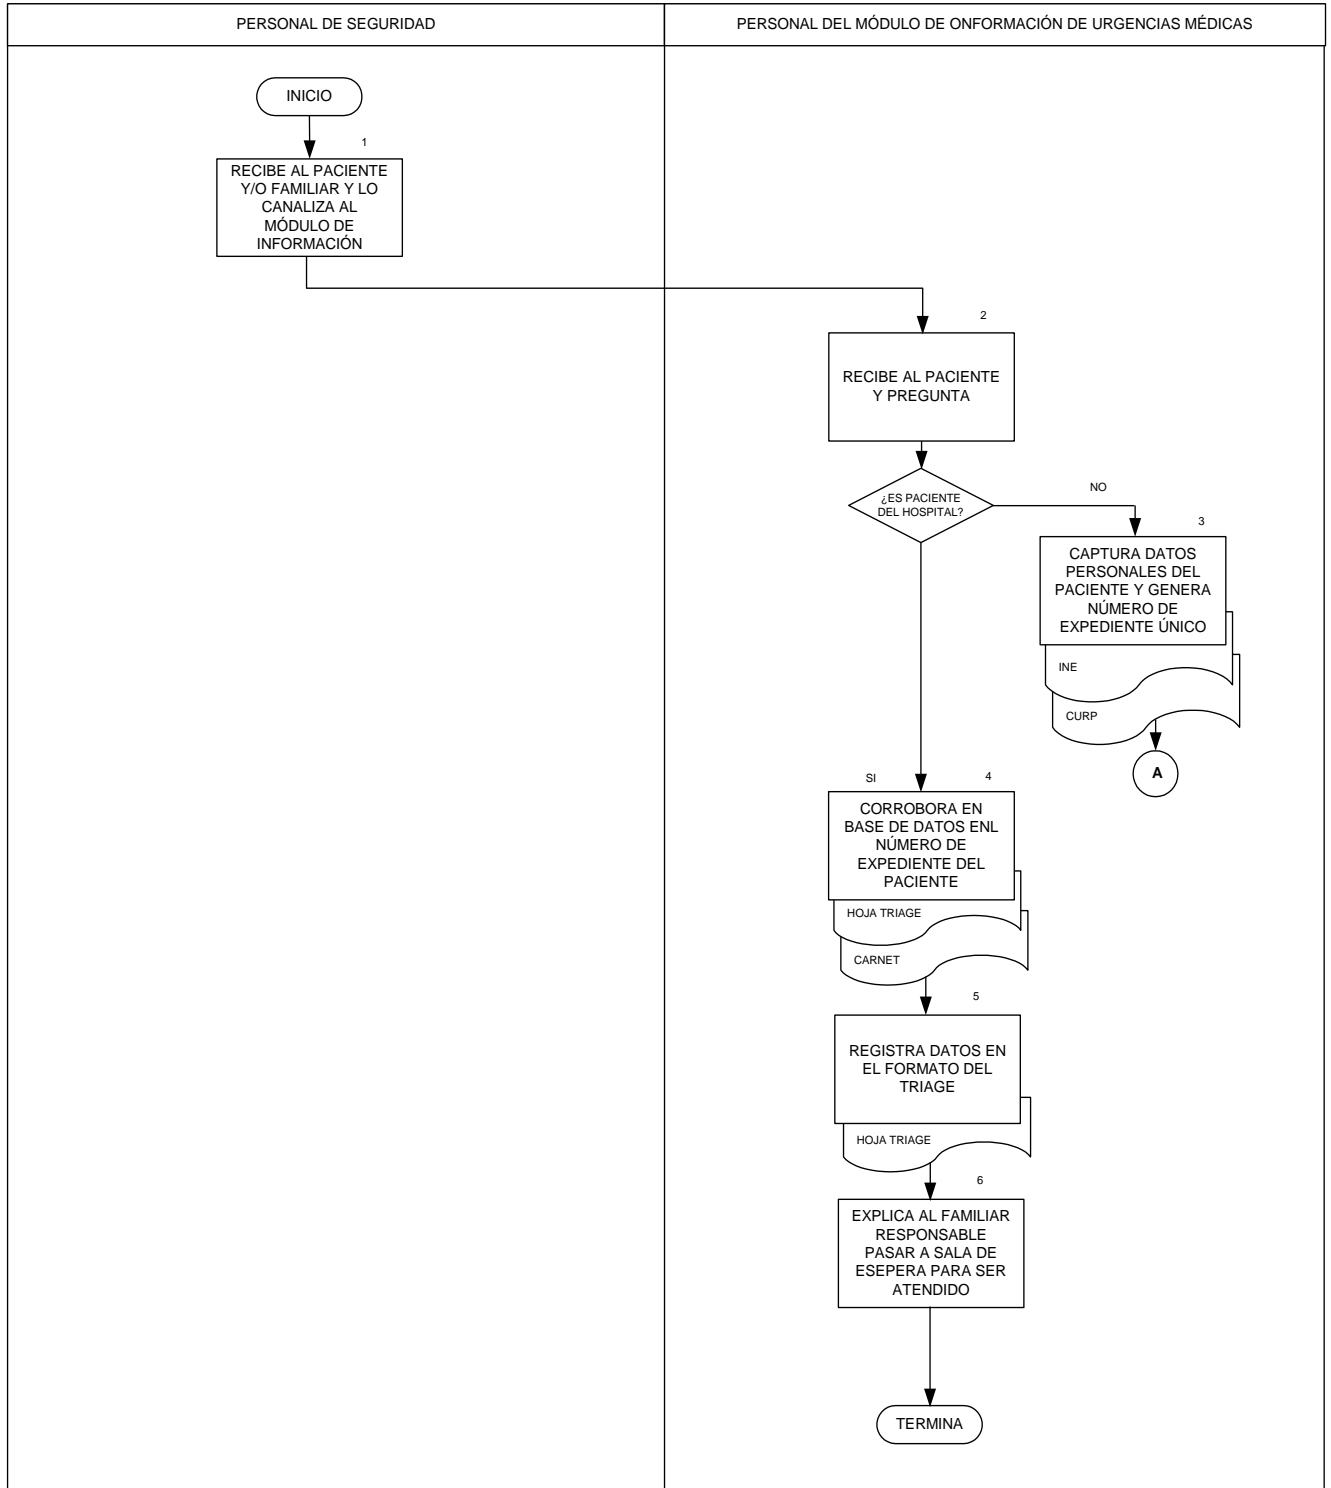 PERSONAL DE SEGURIDAD
PERSONAL DEL MÓDULO DE ONFORMACIÓN DE URGENCIAS MÉDICAS
INICIO
1
RECIBE AL PACIENTE
Y/O FAMILIAR Y LO
CANALIZA AL
MÓDULO DE
INFORMACIÓN
2
RECIBE AL PACIENTE
Y PREGUNTA
¿ES PACIENTE
DEL HOSPITAL?
NO
3
CAPTURA DATOS
PERSONALES DEL
PACIENTE Y GENERA
NÚMERO DE
EXPEDIENTE ÚNICO
INE
CURP
A
SI
4
CORROBORA EN
BASE DE DATOS ENL
NÚMERO DE
EXPEDIENTE DEL
PACIENTE
HOJA TRIAGE
CARNET
5
REGISTRA DATOS EN
EL FORMATO DEL
TRIAGE
HOJA TRIAGE
6
EXPLICA AL FAMILIAR
RESPONSABLE
PASAR A SALA DE
ESEPERA PARA SER
ATENDIDO
TERMINA